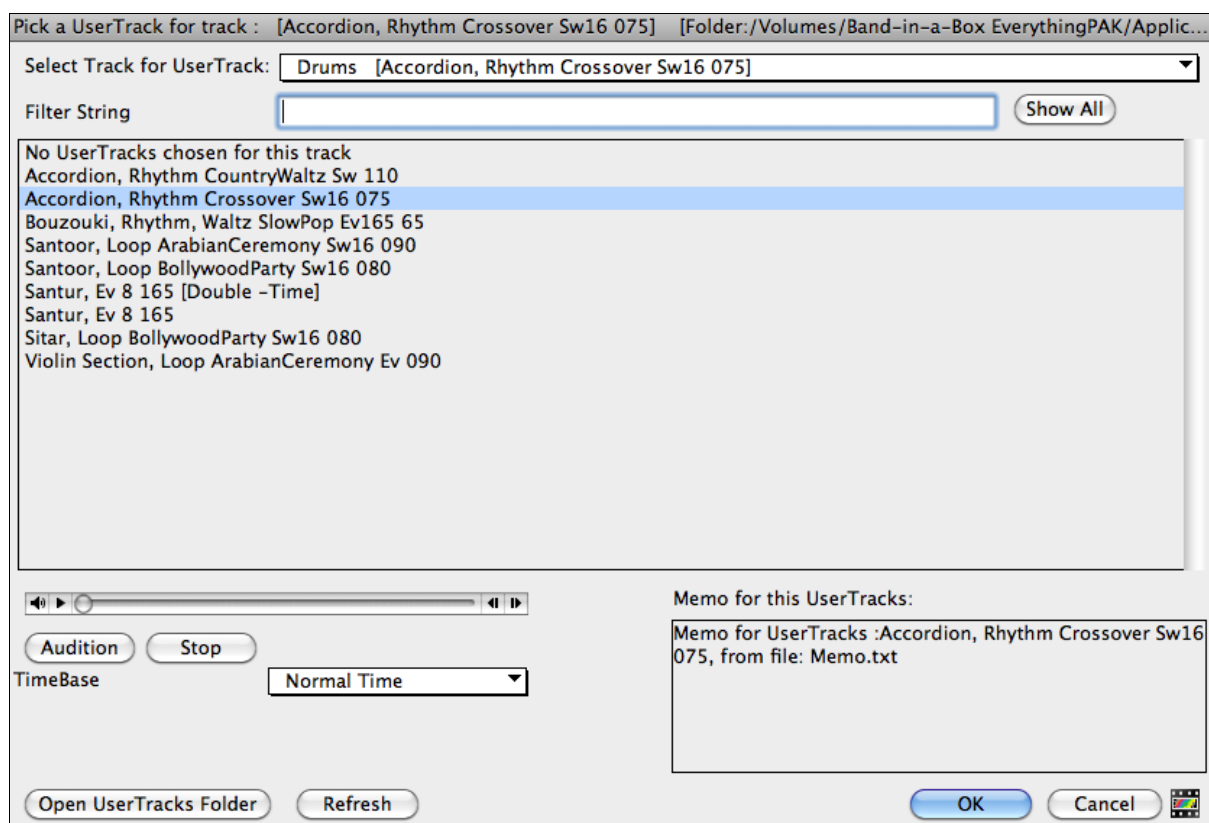 Pick a UserTrack for track : [Accordion, Rhythm Crossover Sw16 075] [Folder:/Volumes/Band-in-a-Box EverythingPAK/Applic...
Select Track for UserTrack: Drums [Accordion, Rhythm Crossover Sw16 075]
Filter String Show All
No UserTracks chosen for this track
Accordion, Rhythm CountryWaltz Sw 110
Accordion, Rhythm Crossover Sw16 075
Bouzouki, Rhythm, Waltz SlowPop Ev165 65
Santoor, Loop ArabianCeremony Sw16 090
Santoor, Loop BollywoodParty Sw16 080
Santur, Ev 8 165 [Double -Time]
Santur, Ev 8 165
Sitar, Loop BollywoodParty Sw16 080
Violin Section, Loop ArabianCeremony Ev 090
Memo for this UserTracks:
Memo for UserTracks :Accordion, Rhythm Crossover Sw16
075, from file: Memo.txt
Audition Stop
TimeBase Normal Time
Open UserTracks Folder Refresh OK Cancel